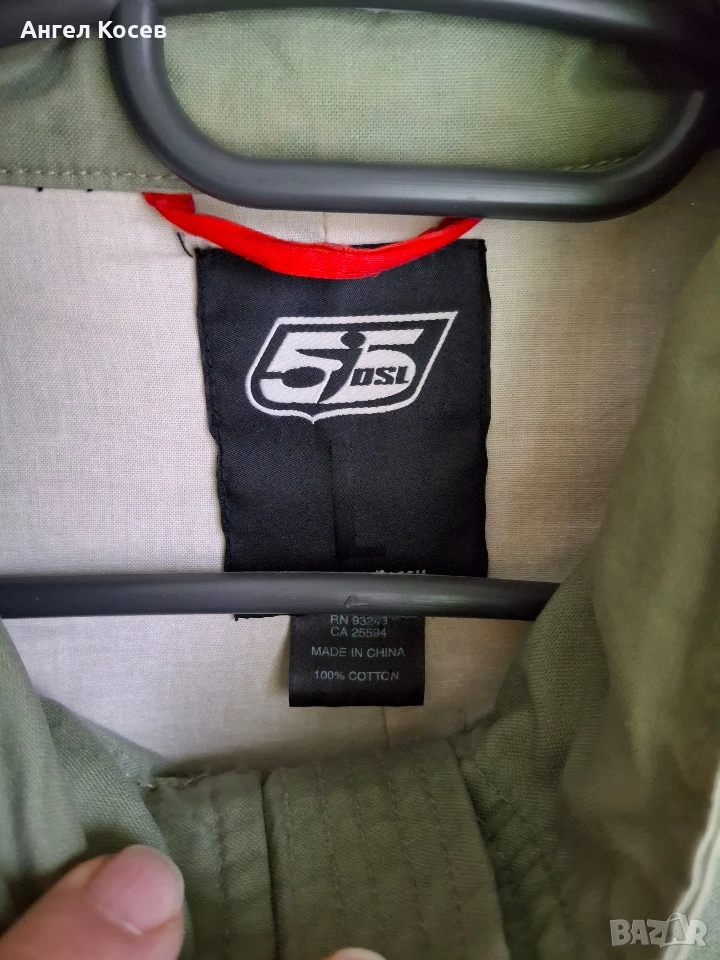 Ангел Косев
55
DSL
L
RN 93243
CA 25594
MADE IN CHINA
100% COTTON
BAZAR